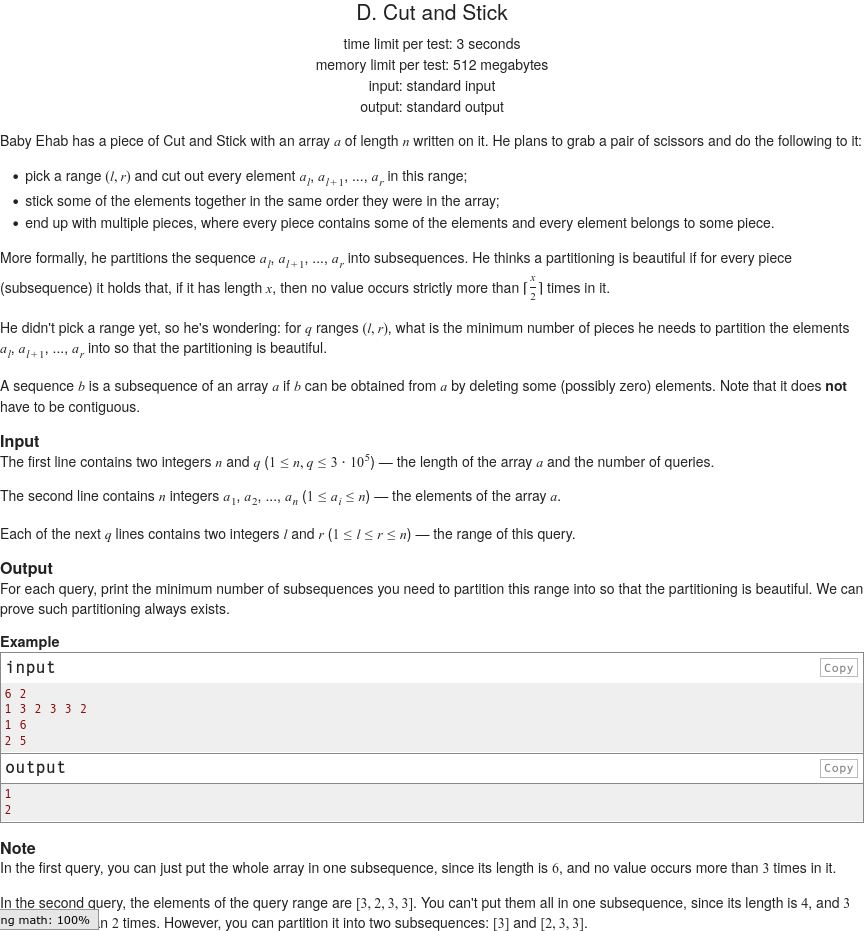 D. Cut and Stick
time limit per test: 3 seconds
memory limit per test: 512 megabytes
input: standard input
output: standard output
Baby Ehab has a piece of Cut and Stick with an array a of length n written on it. He plans to grab a pair of scissors and do the following to it:
• pick a range (l, r) and cut out every element a_l, a_{l+1}, ..., a_r in this range;
• stick some of the elements together in the same order they were in the array;
• end up with multiple pieces, where every piece contains some of the elements and every element belongs to some piece.
More formally, he partitions the sequence a_l, a_{l+1}, ..., a_r into subsequences. He thinks a partitioning is beautiful if for every piece
(subsequence) it holds that, if it has length x, then no value occurs strictly more than ⌈x/2⌉ times in it.
He didn't pick a range yet, so he's wondering: for q ranges (l, r), what is the minimum number of pieces he needs to partition the elements
a_l, a_{l+1}, ..., a_r into so that the partitioning is beautiful.
A sequence b is a subsequence of an array a if b can be obtained from a by deleting some (possibly zero) elements. Note that it does not
have to be contiguous.
Input
The first line contains two integers n and q (1 ≤ n, q ≤ 3 · 10^5) — the length of the array a and the number of queries.
The second line contains n integers a_1, a_2, ..., a_n (1 ≤ a_i ≤ n) — the elements of the array a.
Each of the next q lines contains two integers l and r (1 ≤ l ≤ r ≤ n) — the range of this query.
Output
For each query, print the minimum number of subsequences you need to partition this range into so that the partitioning is beautiful. We can
prove such partitioning always exists.
Example
input Copy
6 2
1 3 2 3 3 2
1 6
2 5
output Copy
1
2
Note
In the first query, you can just put the whole array in one subsequence, since its length is 6, and no value occurs more than 3 times in it.
In the second query, the elements of the query range are [3, 2, 3, 3]. You can't put them all in one subsequence, since its length is 4, and 3
ng math: 100% n 2 times. However, you can partition it into two subsequences: [3] and [2, 3, 3].